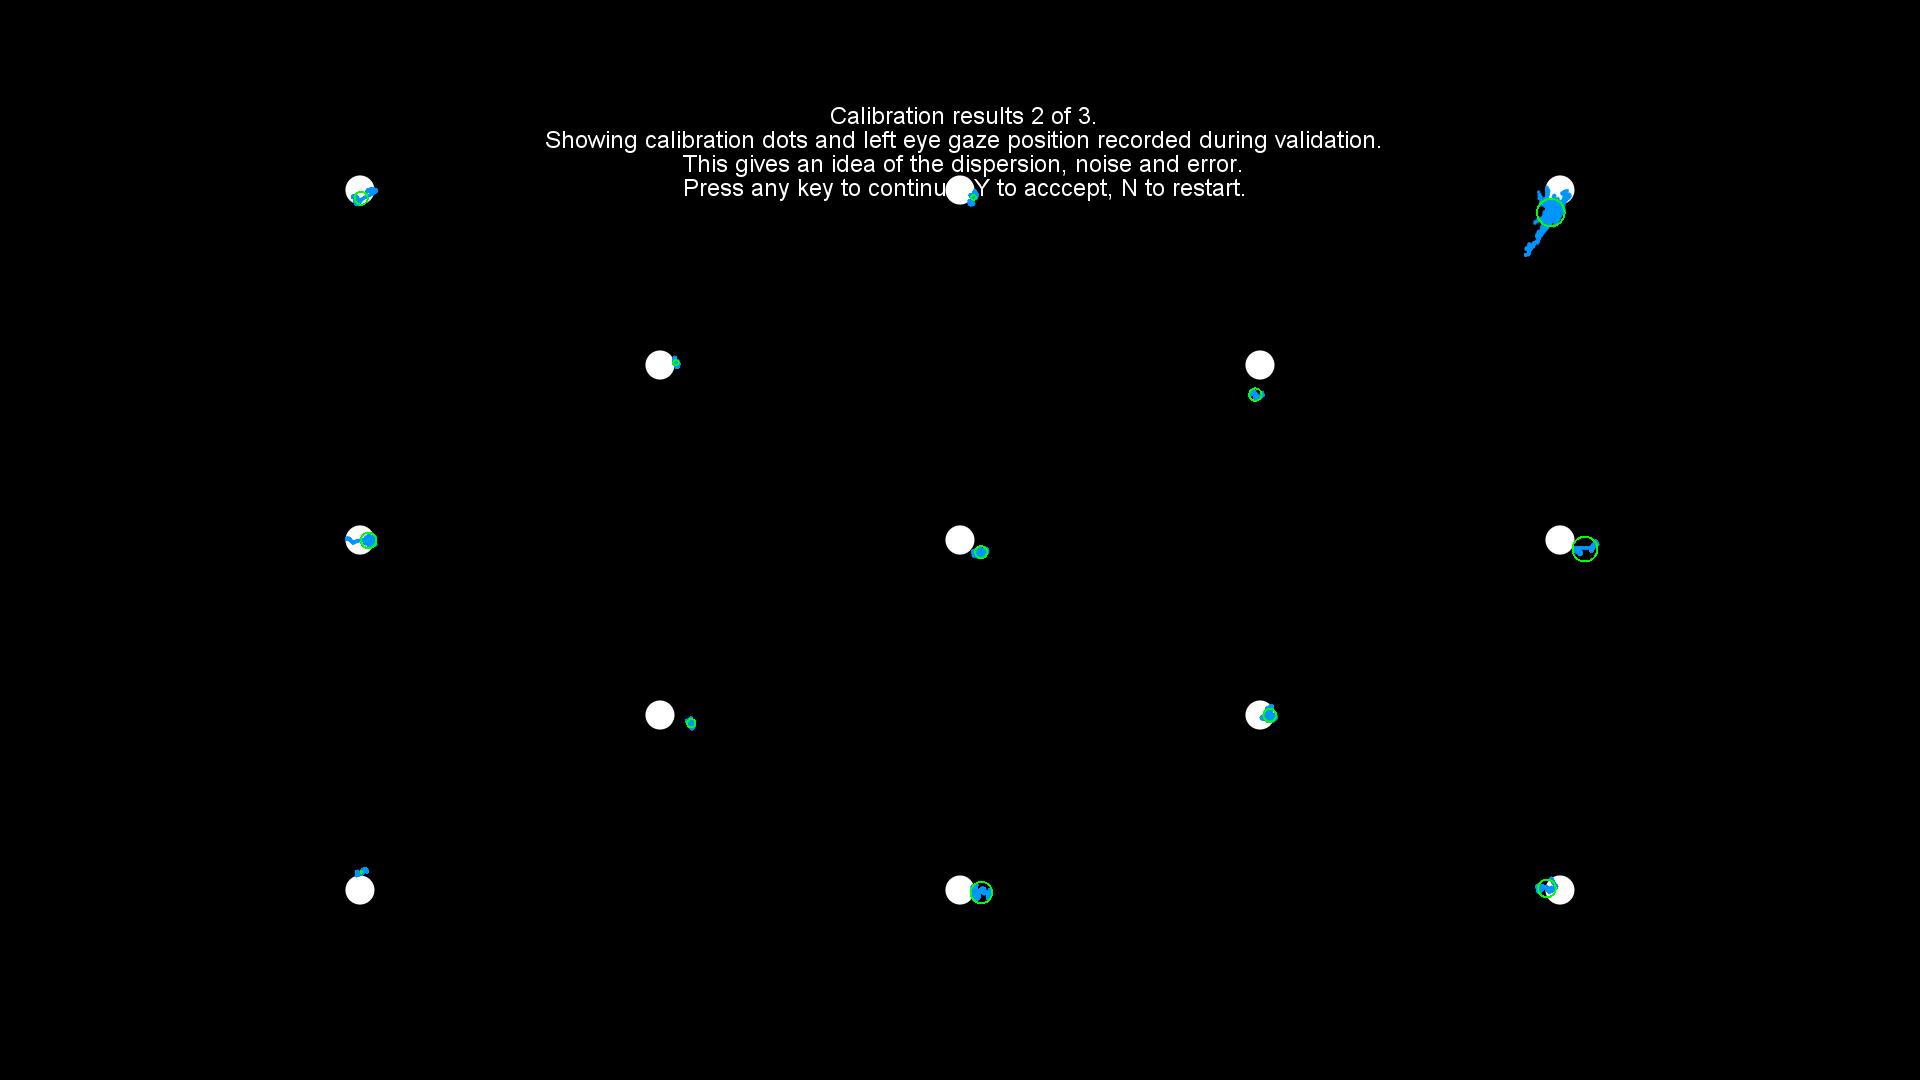 Calibration results 2 of 3.
Showing calibration dots and left eye gaze position recorded during validation.
This gives an idea of the dispersion, noise and error.
Press any key to continu Y to acccept, N to restart.